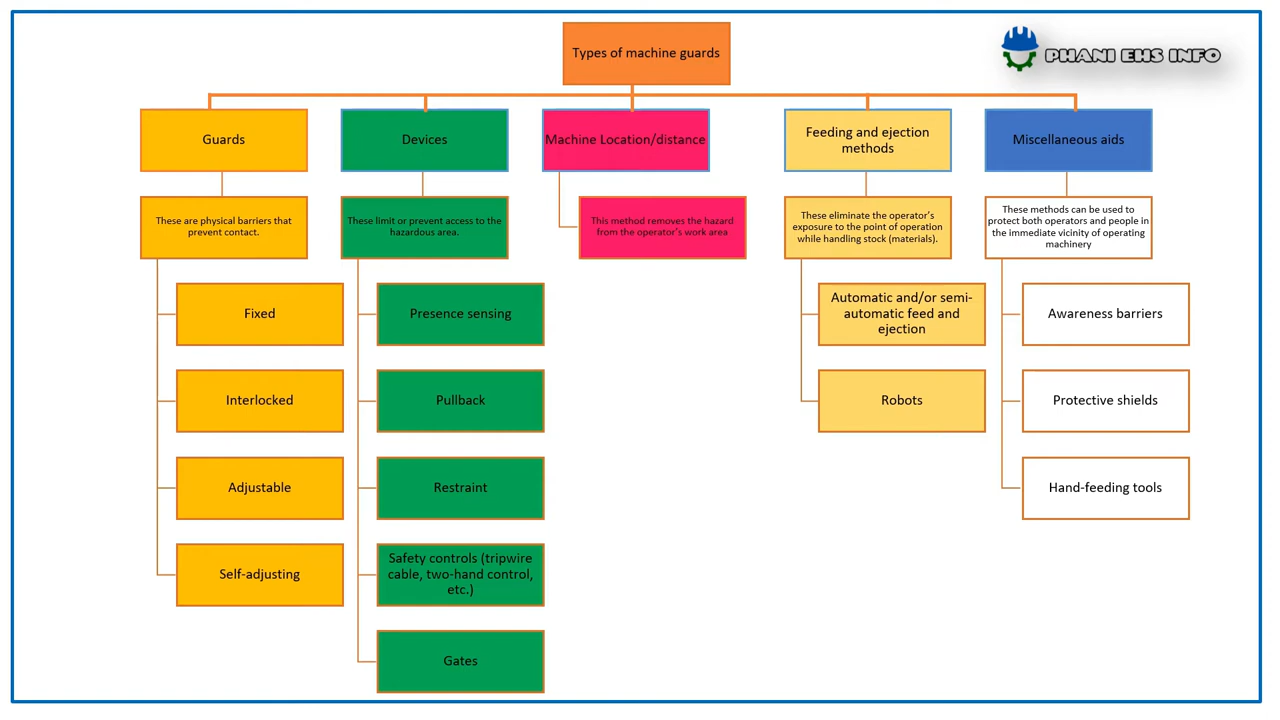 Types of machine guards
PHANI EHS INFO
Guards
Devices
Machine Location/distance
Feeding and ejection
methods
Miscellaneous aids
These are physical barriers that
prevent contact.
These limit or prevent access to the
hazardous area.
This method removes the hazard
from the operator's work area
These eliminate the operator's
exposure to the point of operation
while handling stock (materials).
These methods can be used to
protect both operators and people in
the immediate vicinity of operating
machinery
Fixed
Interlocked
Adjustable
Self-adjusting
Presence sensing
Pullback
Restraint
Safety controls (tripwire
cable, two-hand control,
etc.)
Gates
Automatic and/or semi-
automatic feed and
ejection
Robots
Awareness barriers
Protective shields
Hand-feeding tools